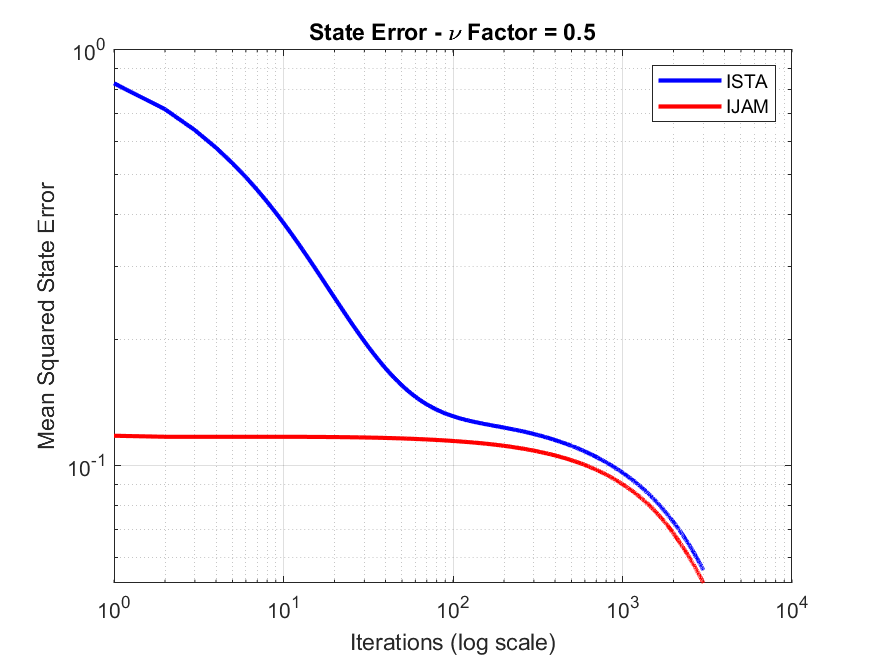 State Error - ν Factor = 0.5
ISTA
IJAM
Mean Squared State Error
10^0
10^-1
10^0 10^1 10^2 10^3 10^4
Iterations (log scale)